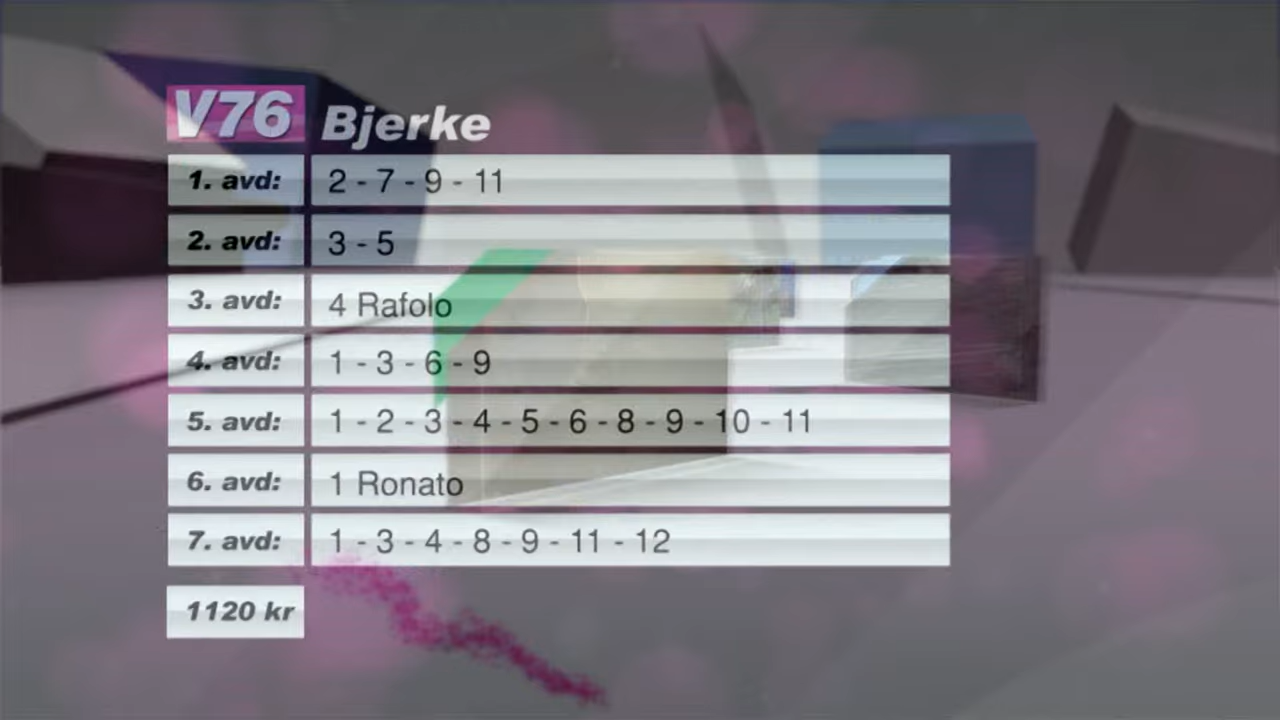 V76 Bjerke
1. avd: 2 - 7 - 9 - 11
2. avd: 3 - 5
3. avd: 4 Rafolo
4. avd: 1 - 3 - 6 - 9
5. avd: 1 - 2 - 3 - 4 - 5 - 6 - 8 - 9 - 10 - 11
6. avd: 1 Ronato
7. avd: 1 - 3 - 4 - 8 - 9 - 11 - 12
1120 kr